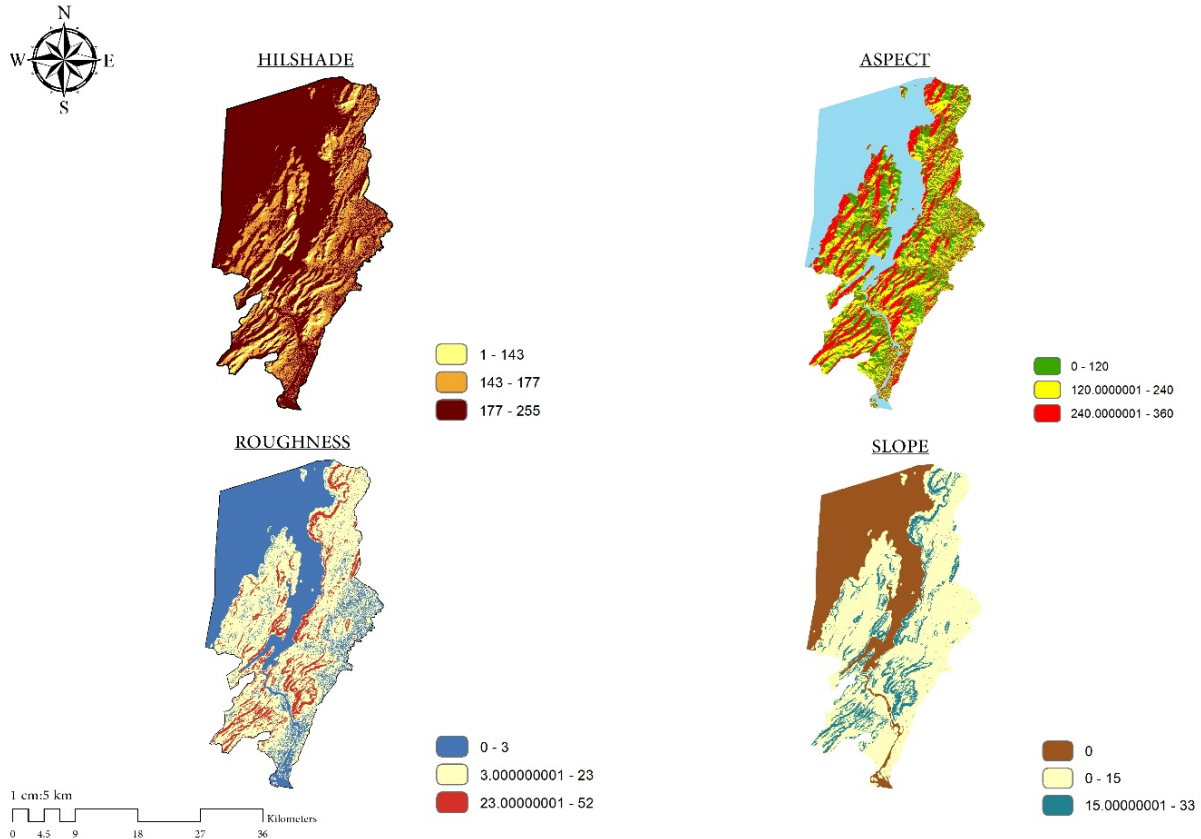 N
W E
S
HILSHADE
1 - 143
143 - 177
177 - 255
ASPECT
0 - 120
120.0000001 - 240
240.0000001 - 360
ROUGHNESS
0 - 3
3.000000001 - 23
23.00000001 - 52
SLOPE
0
0 - 15
15.00000001 - 33
1 cm:5 km
Kilometers
0 4.5 9 18 27 36